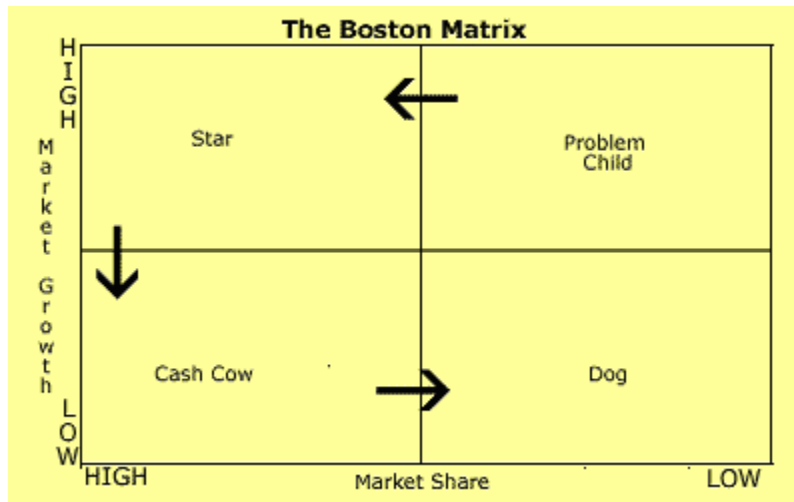 The Boston Matrix
HIGH
Market Growth
LOW
Star
Problem
Child
Cash Cow
Dog
HIGH
Market Share
LOW